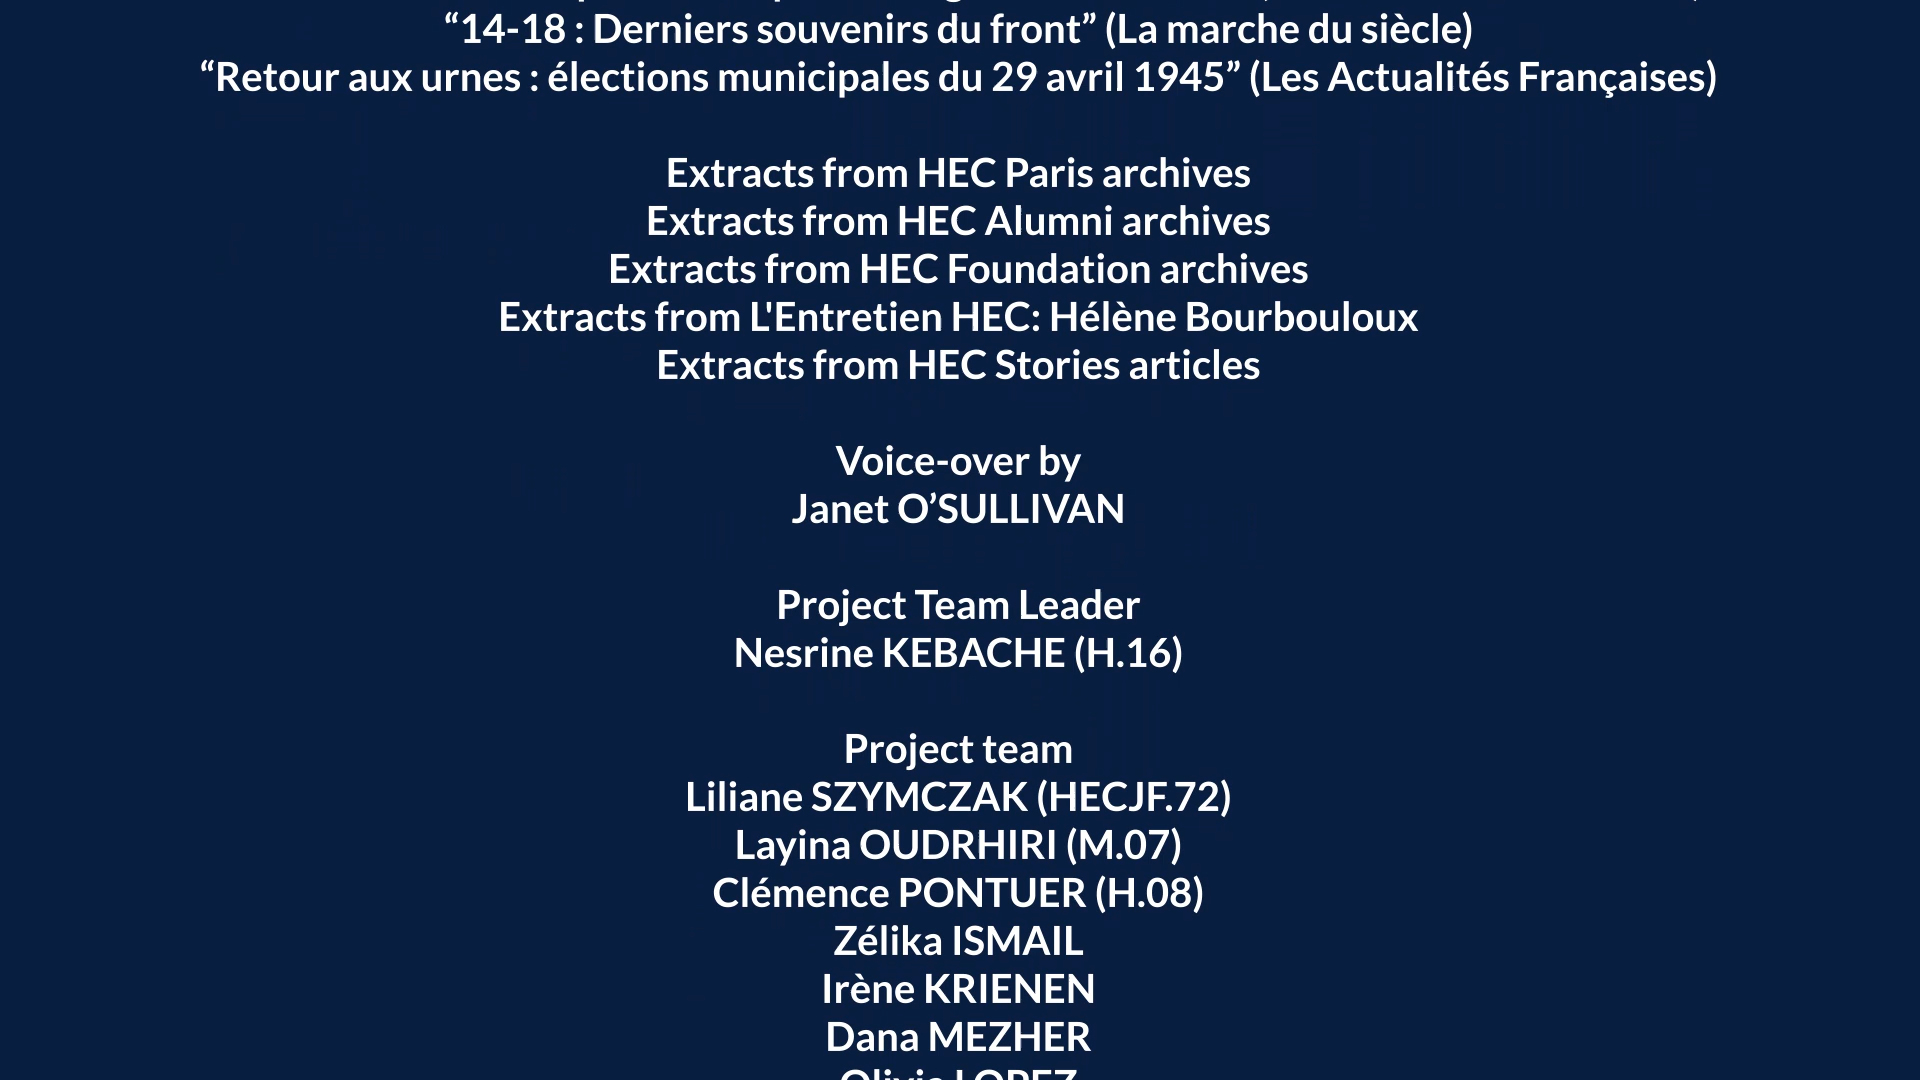 “14-18 : Derniers souvenirs du front” (La marche du siècle)
“Retour aux urnes : élections municipales du 29 avril 1945” (Les Actualités Françaises)
Extracts from HEC Paris archives
Extracts from HEC Alumni archives
Extracts from HEC Foundation archives
Extracts from L'Entretien HEC: Hélène Bourbouloux
Extracts from HEC Stories articles
Voice-over by
Janet O’SULLIVAN
Project Team Leader
Nesrine KEBACHE (H.16)
Project team
Liliane SZYMCZAK (HECJF.72)
Layina OUDRHIRI (M.07)
Clémence PONTUER (H.08)
Zélika ISMAIL
Irène KRIENEN
Dana MEZHER
Olivia LOPEZ